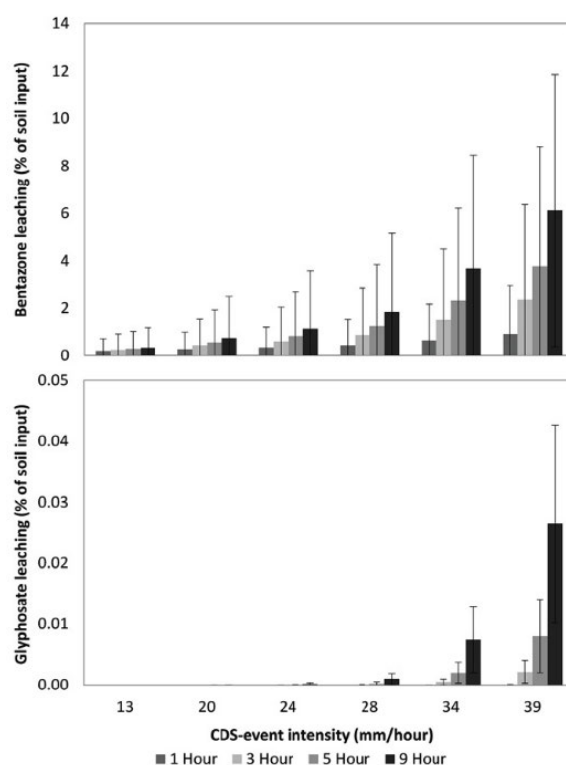 14
12
10
8
6
4
2
0
Bentazone leaching (% of soil input)
0.05
0.04
0.03
0.02
0.01
0.00
Glyphosate leaching (% of soil input)
13 20 24 28 34 39
CDS-event intensity (mm/hour)
1 Hour 3 Hour 5 Hour 9 Hour